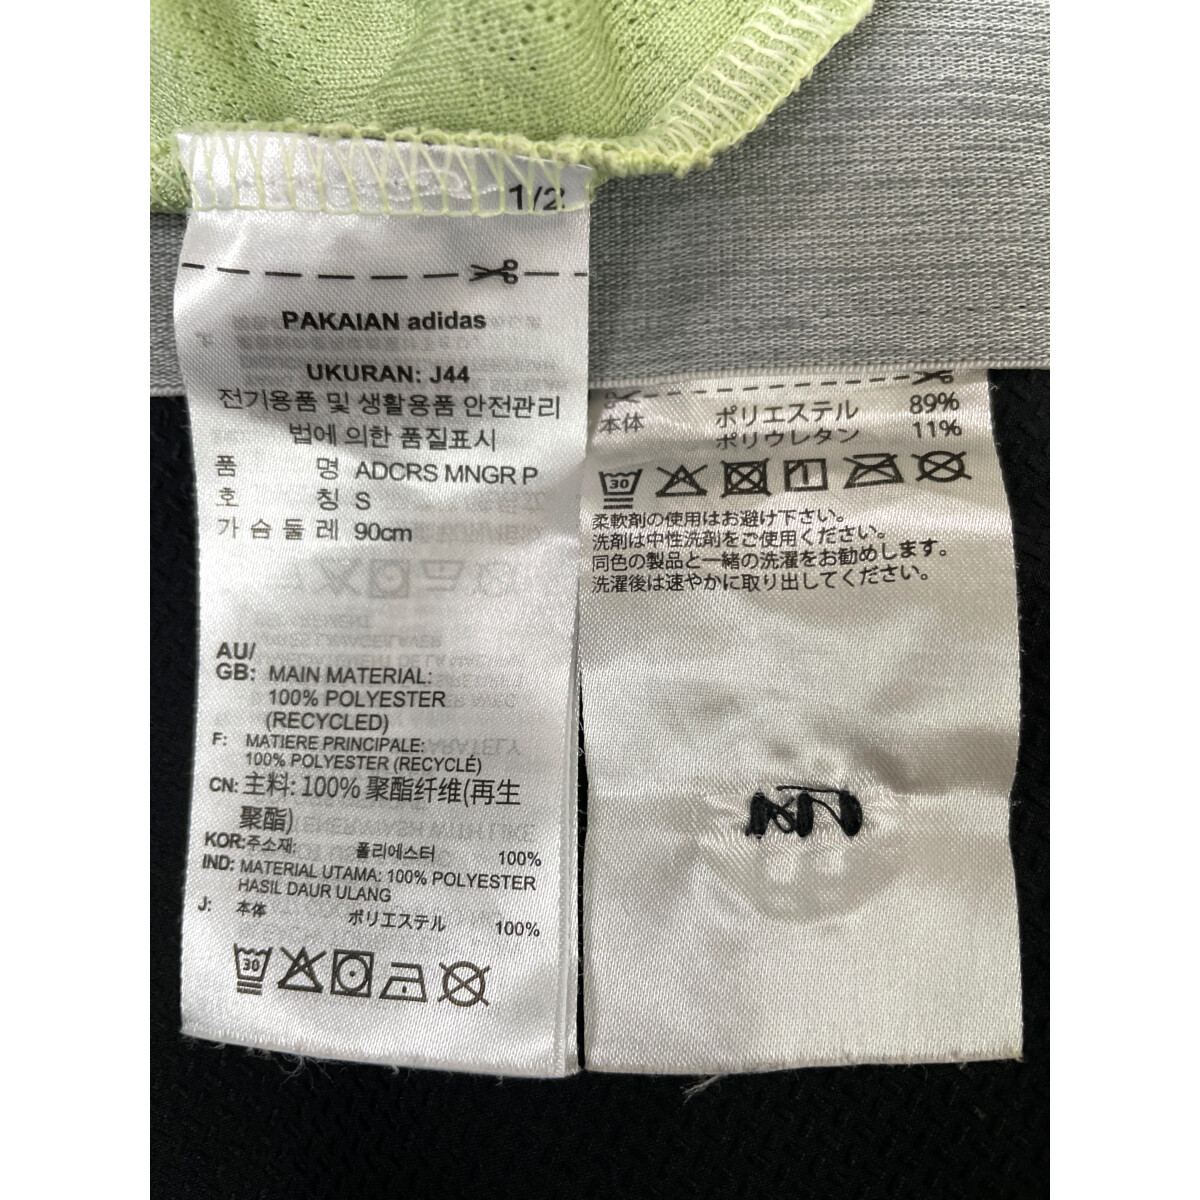 1/2
PAKAIAN adidas
UKURAN: J44
전기용품 및 생활용품 안전관리
법에 의한 품질표시
품 명 ADCRS MNGR P
호 칭 S
가 슴 둘 레 90cm
AU/
GB: MAIN MATERIAL:
100% POLYESTER
(RECYCLED)
F: MATIERE PRINCIPALE:
100% POLYESTER (RECYCLÉ)
CN: 主料: 100% 聚酯纤维(再生
聚酯)
KOR:주소재: 폴리에스터 100%
IND: MATERIAL UTAMA: 100% POLYESTER
HASIL DAUR ULANG
J: 本体 ポリエステル 100%
30
本体 ポリエステル 89%
ポリウレタン 11%
30
柔軟剤の使用はお避け下さい。
洗剤は中性洗剤をご使用ください。
同色の製品と一緒の洗濯をお勧めします。
洗濯後は速やかに取り出してください。